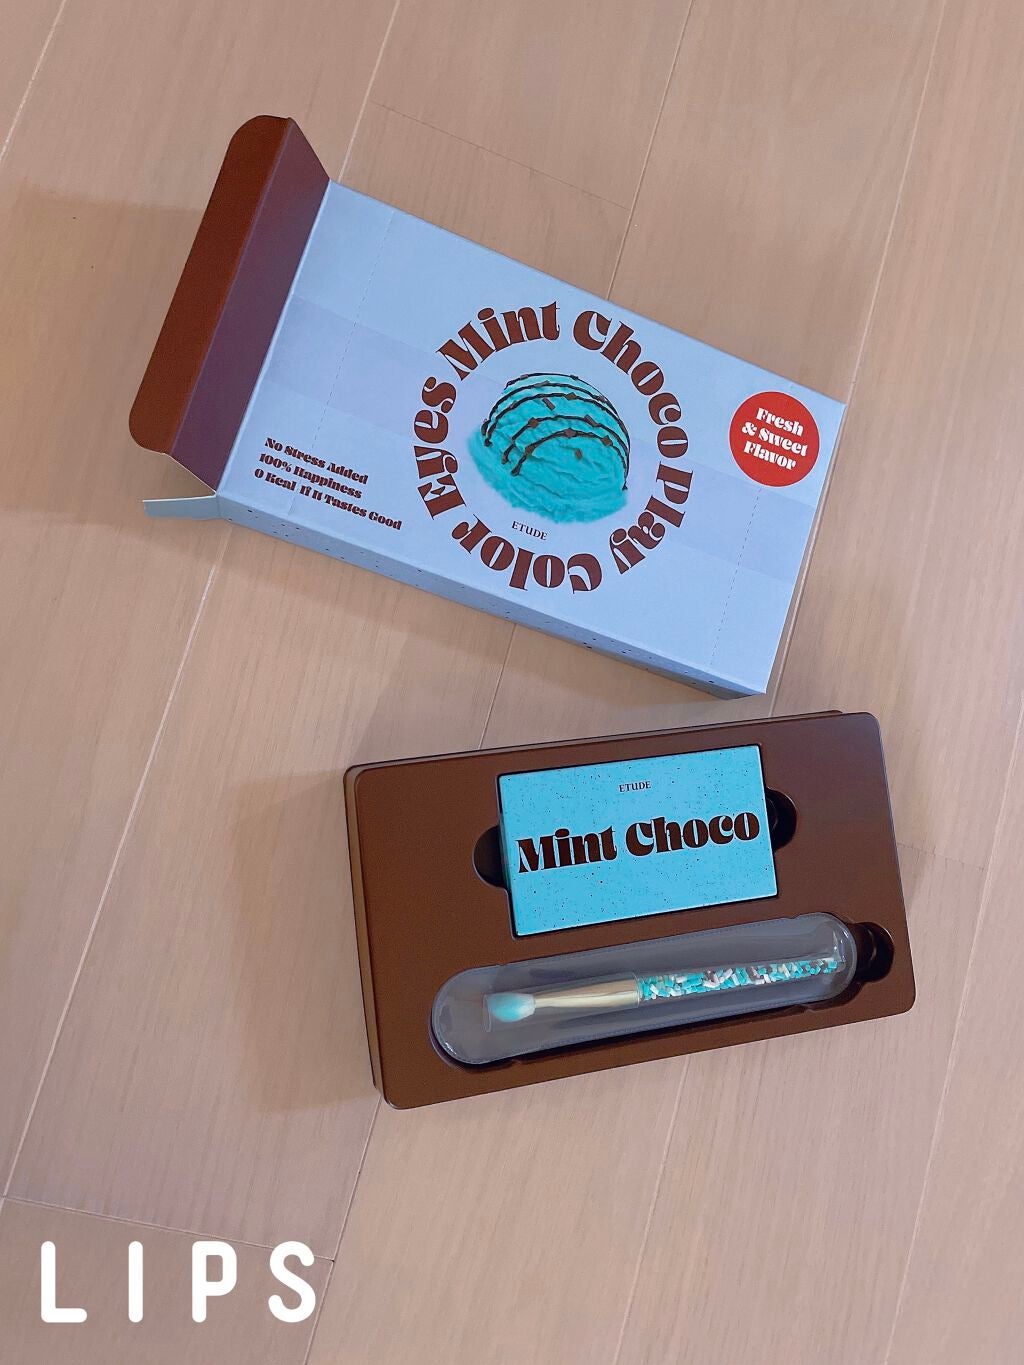 Mint Choco Play Color Eyes
ETUDE
Fresh
& Sweet
Flavor
No Stress Added
100% Happiness
0 Kcal If It Tastes Good
ETUDE
Mint Choco
LIPS